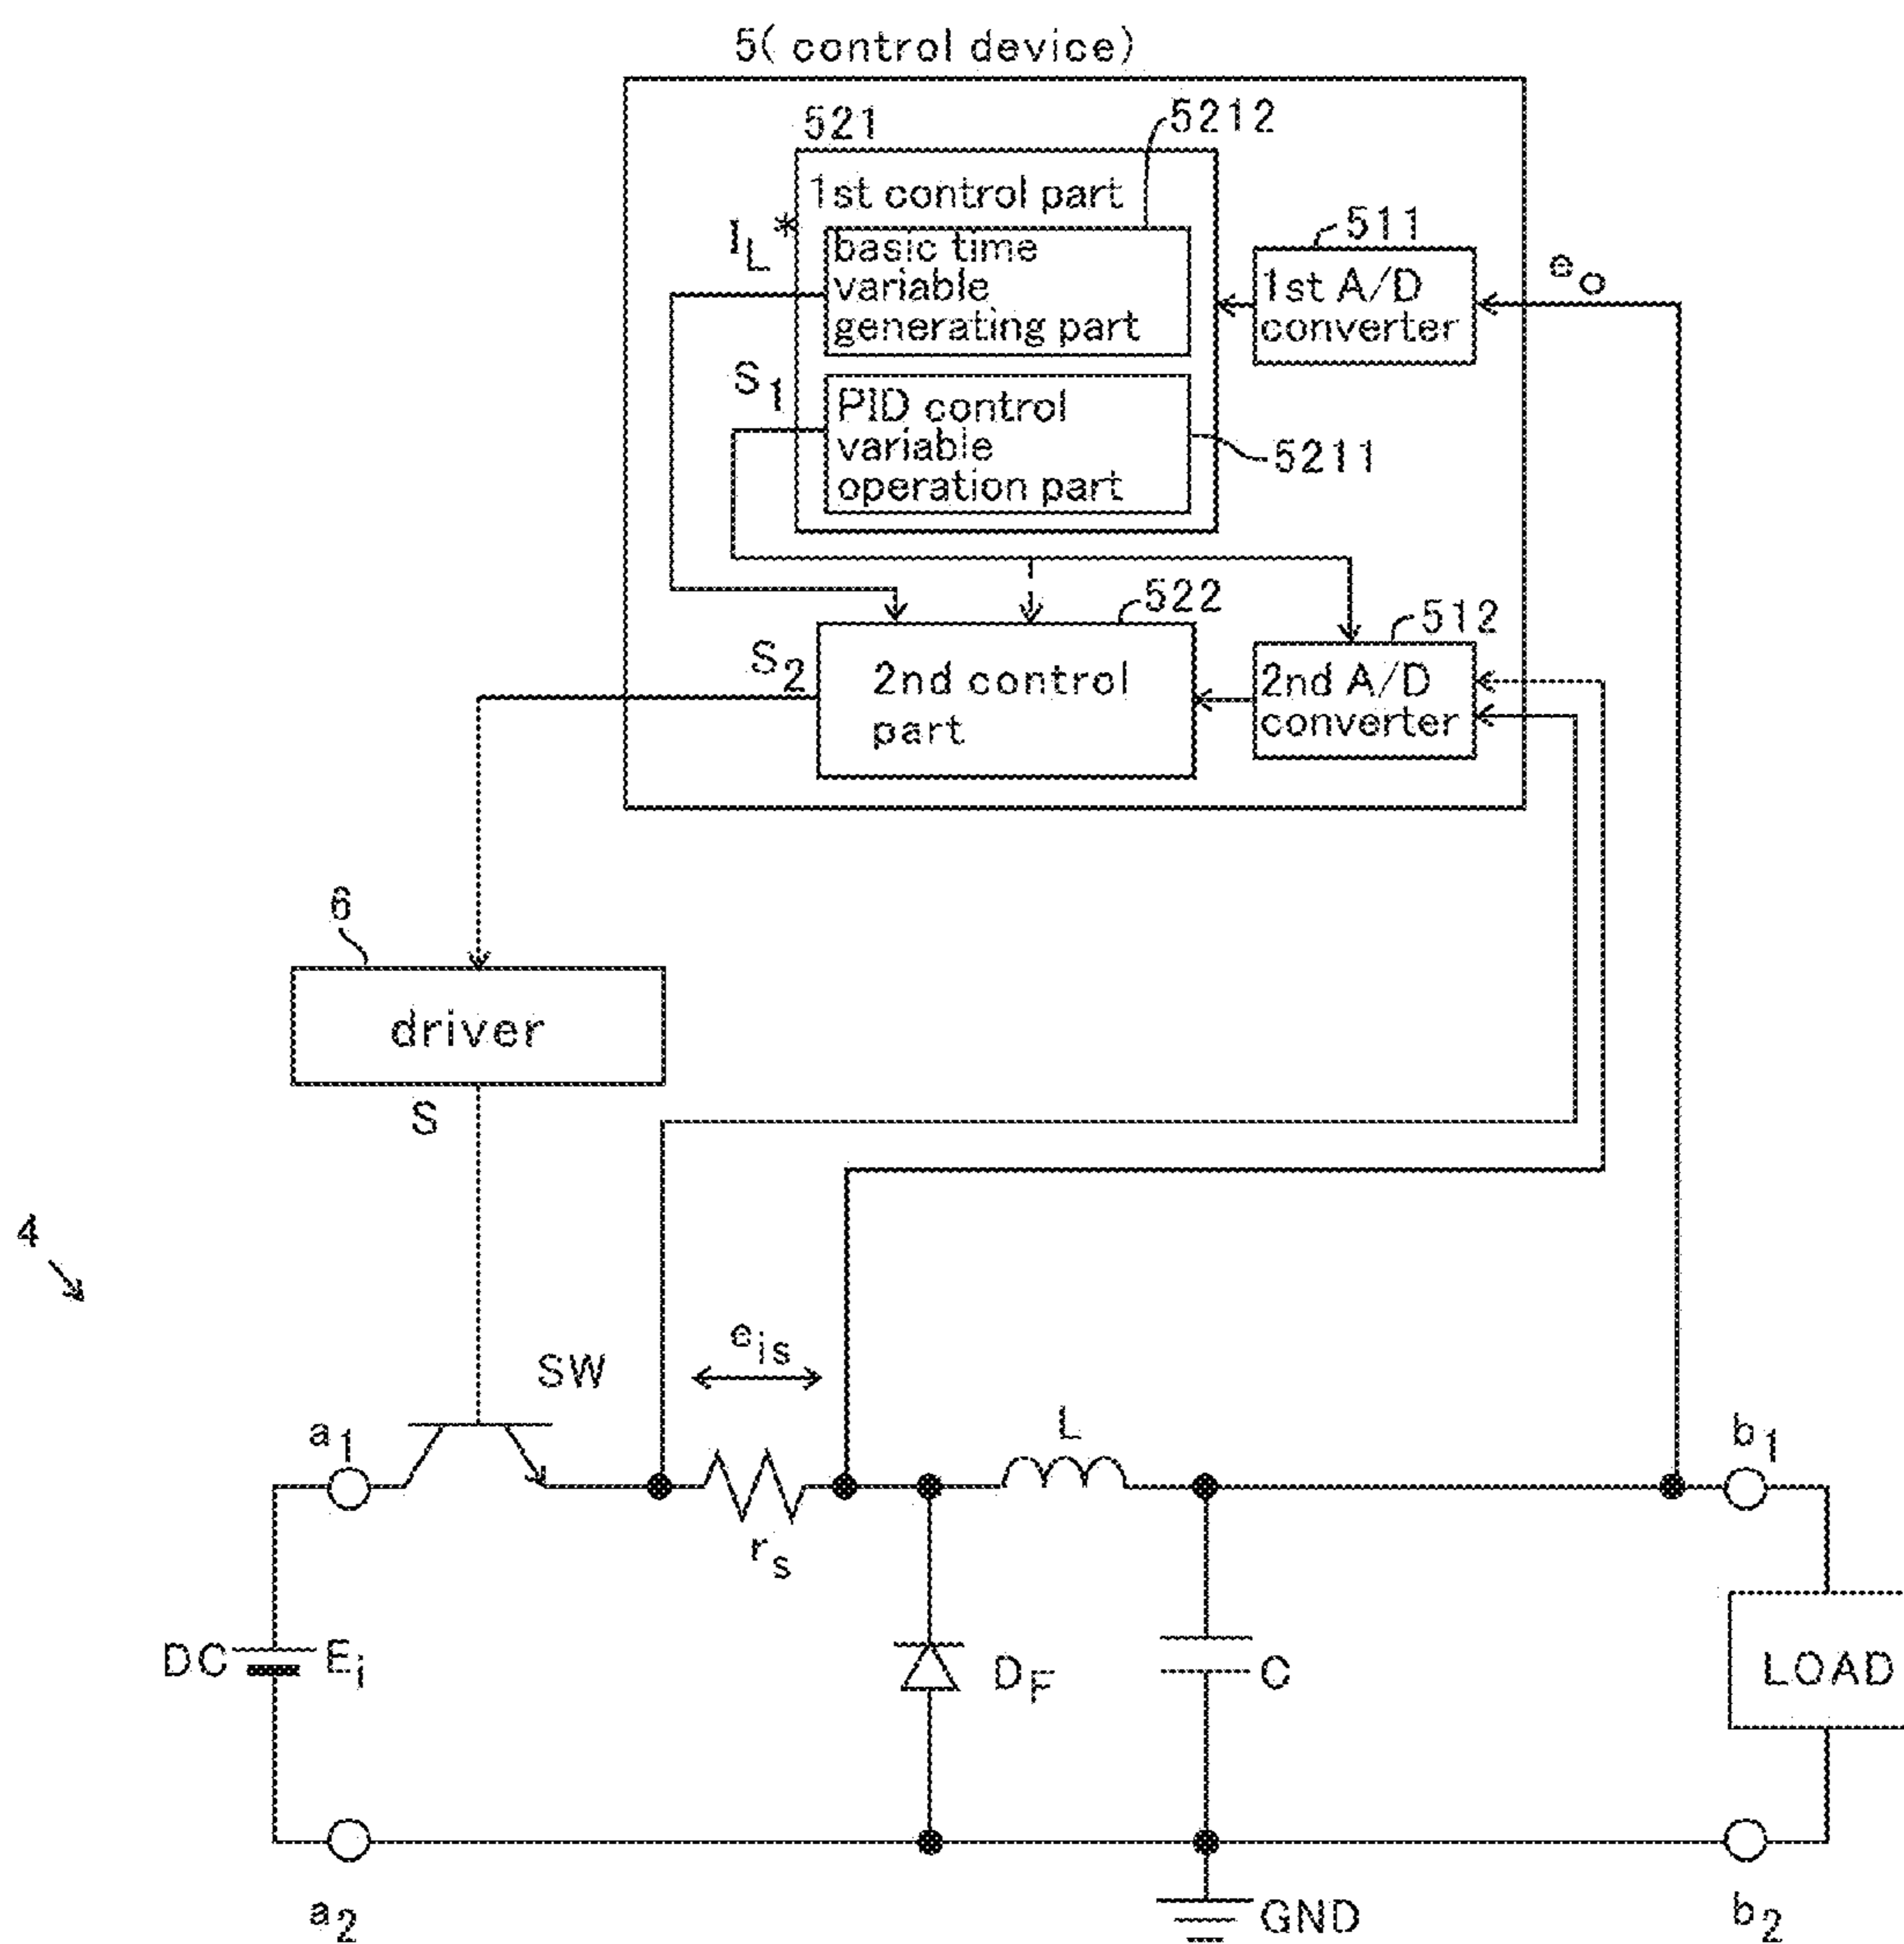 5( control device)
521
5212
1st control part
I_L*
basic time
variable
generating part
511
1st A/D
converter
e_o
S_1
PID control
variable
operation part
5211
522
512
S_2
2nd control
part
2nd A/D
converter
6
driver
S
4
SW
e_is
a_1
L
b_1
r_s
DC
E_i
D_F
C
LOAD
a_2
GND
b_2